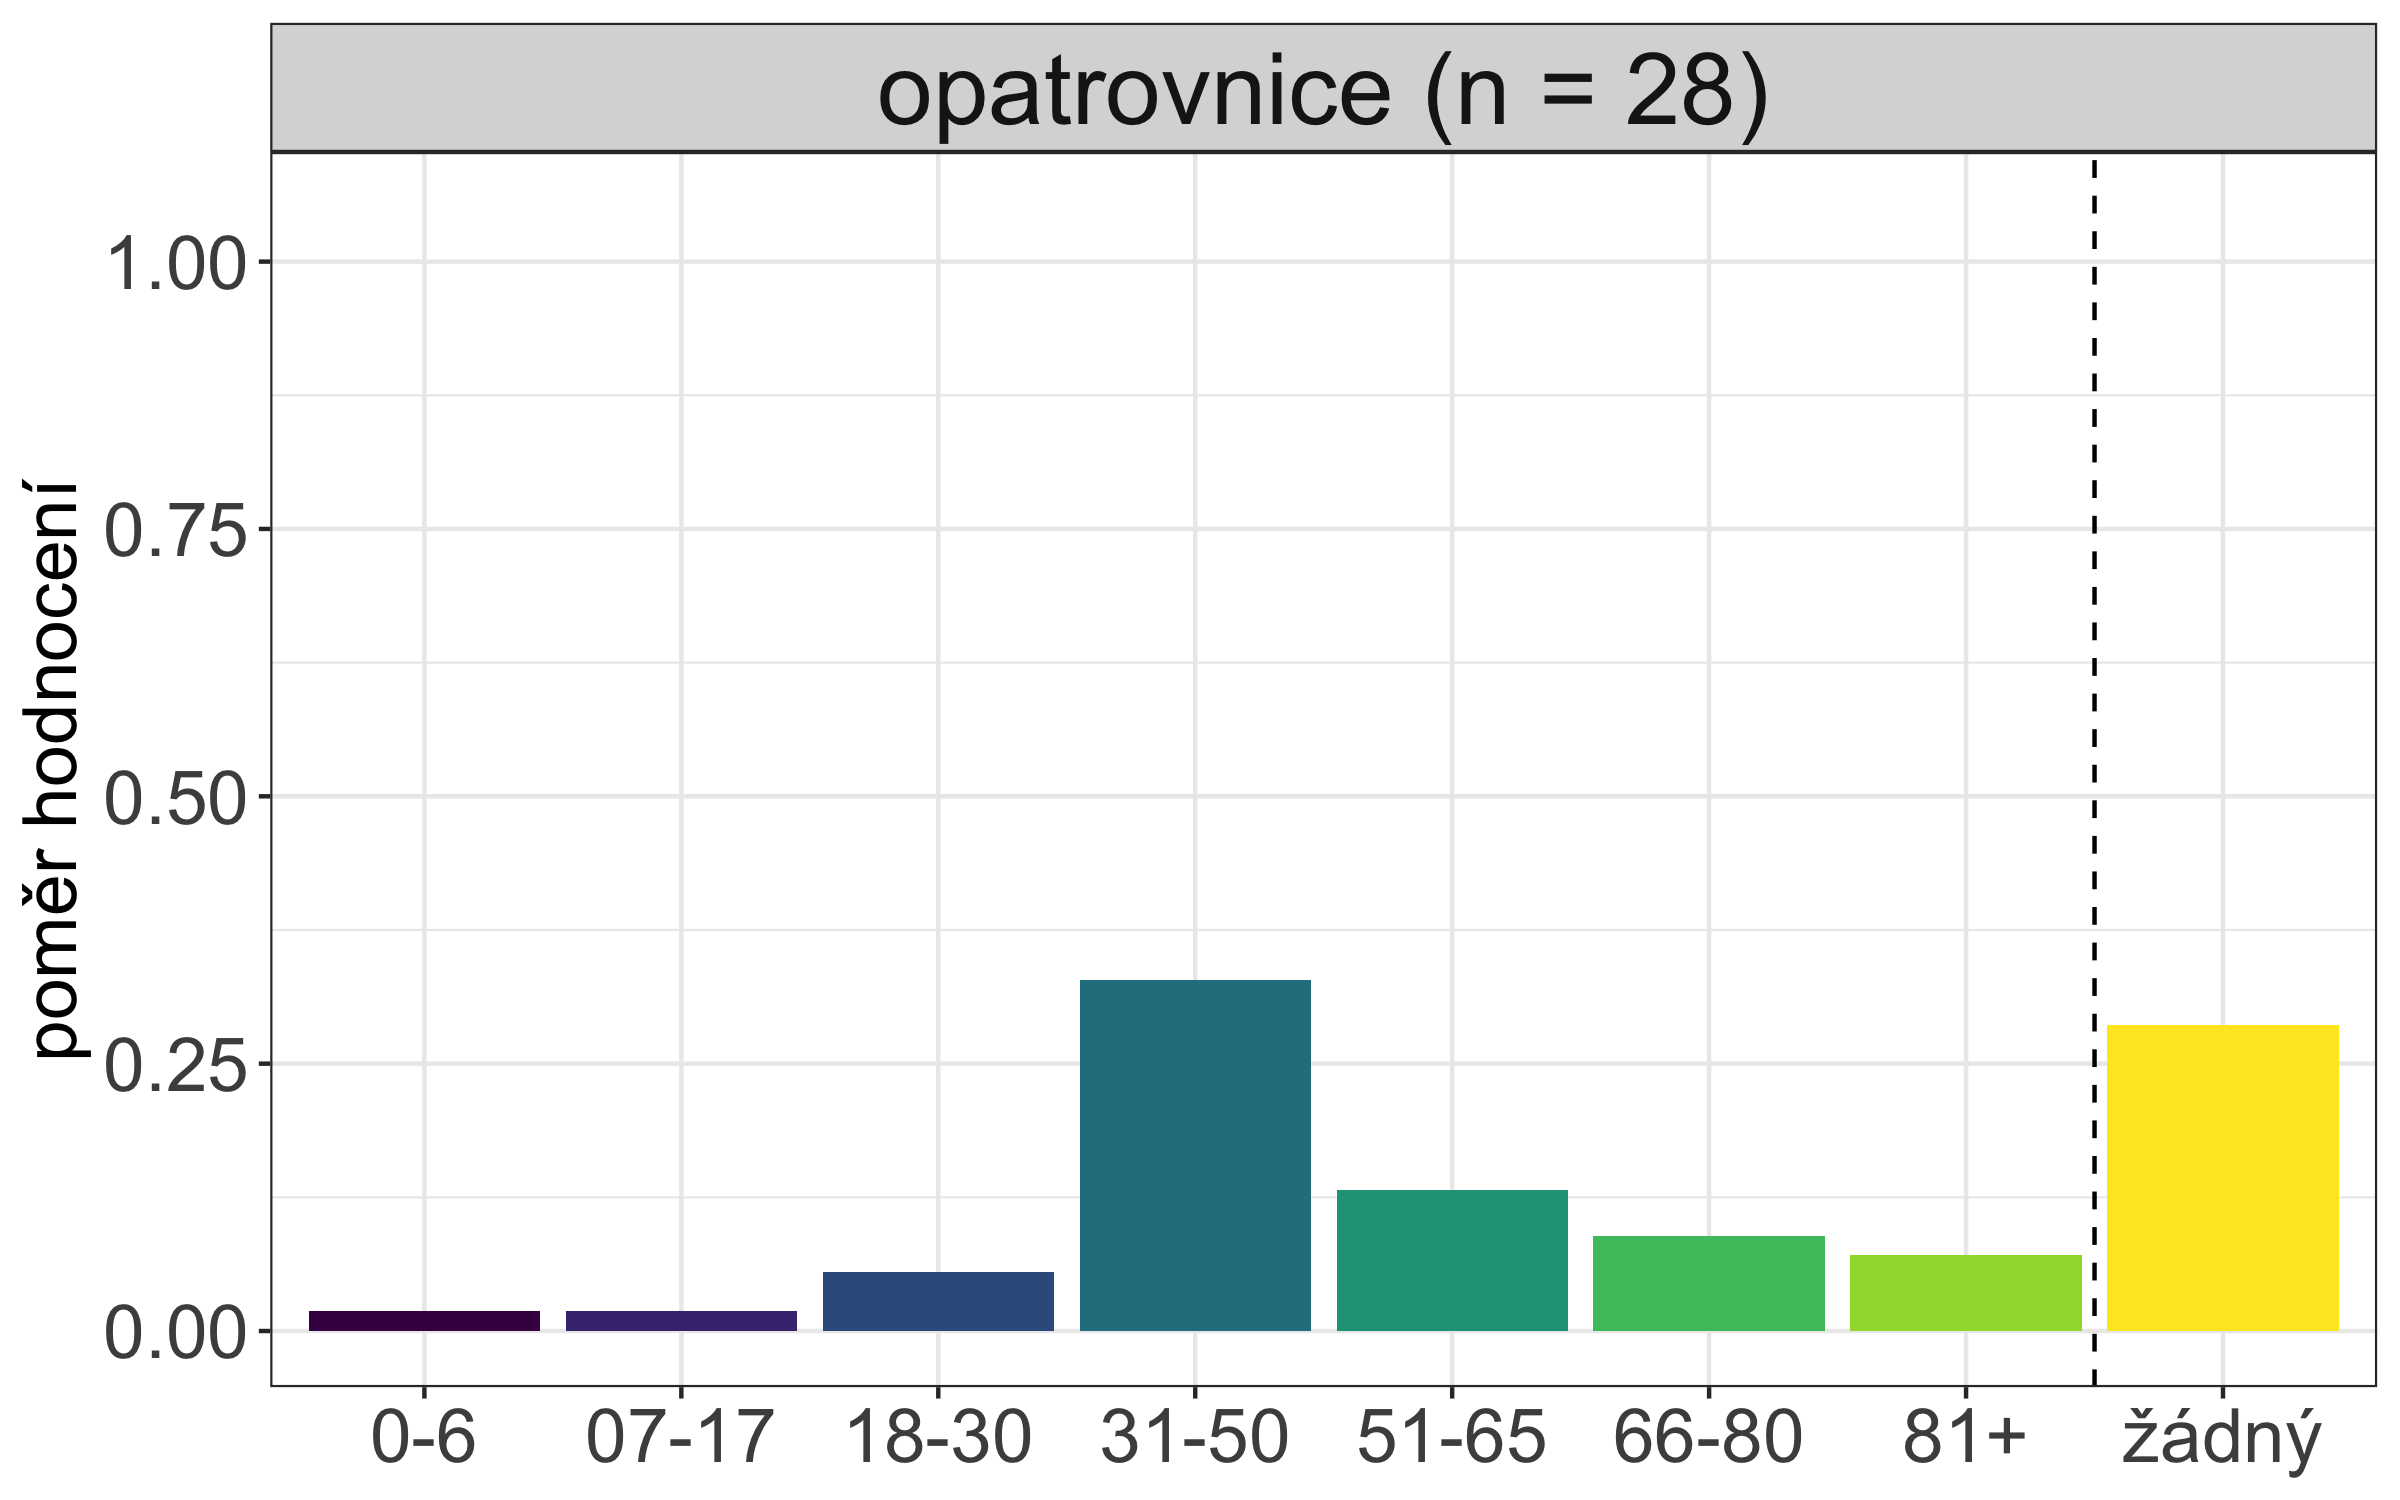 opatrovnice (n = 28)
poměr hodnocení
1.00
0.75
0.50
0.25
0.00
0-6 07-17 18-30 31-50 51-65 66-80 81+ žádný